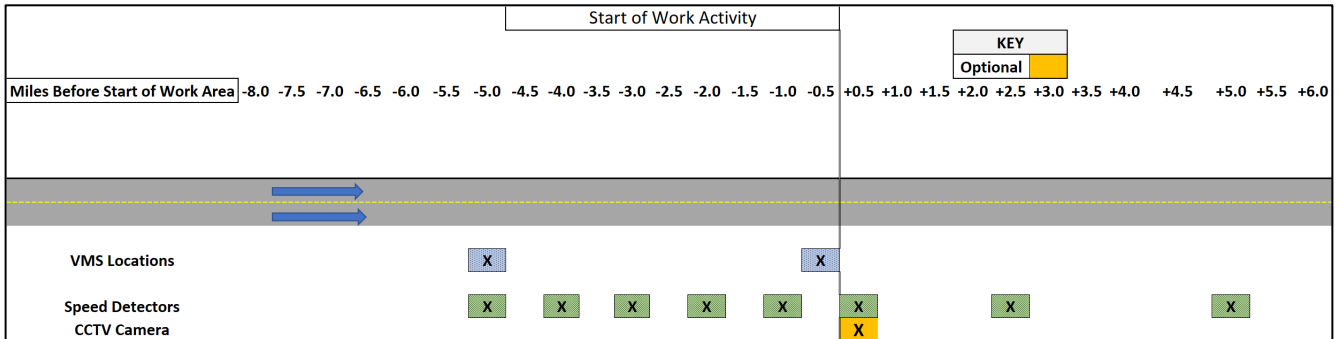 Start of Work Activity
KEY
Optional
Miles Before Start of Work Area -8.0 -7.5 -7.0 -6.5 -6.0 -5.5 -5.0 -4.5 -4.0 -3.5 -3.0 -2.5 -2.0 -1.5 -1.0 -0.5 +0.5 +1.0 +1.5 +2.0 +2.5 +3.0 +3.5 +4.0 +4.5 +5.0 +5.5 +6.0
VMS Locations X X
Speed Detectors X X X X X X X X
CCTV Camera X